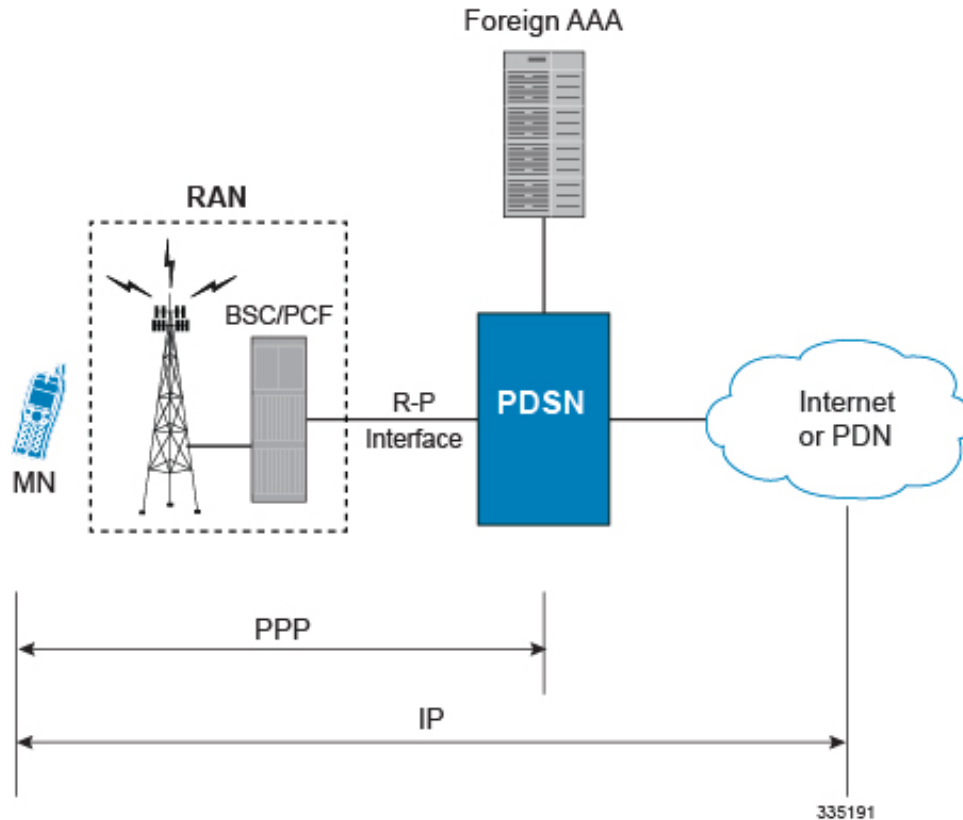 Foreign AAA
RAN
BSC/PCF
R-P
Interface
PDSN
Internet
or PDN
MN
PPP
IP
335191